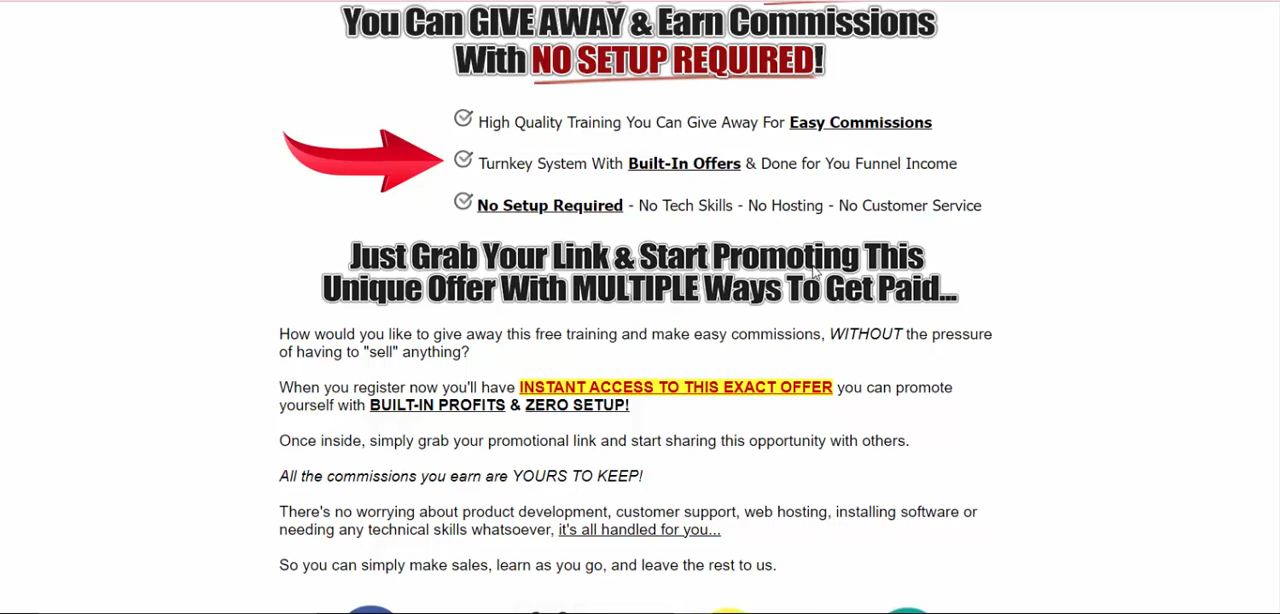 You Can GIVE AWAY & Earn Commissions
With NO SETUP REQUIRED!
High Quality Training You Can Give Away For Easy Commissions
Turnkey System With Built-In Offers & Done for You Funnel Income
No Setup Required - No Tech Skills - No Hosting - No Customer Service
Just Grab Your Link & Start Promoting This
Unique Offer With MULTIPLE Ways To Get Paid...
How would you like to give away this free training and make easy commissions, WITHOUT the pressure
of having to "sell" anything?
When you register now you'll have INSTANT ACCESS TO THIS EXACT OFFER you can promote
yourself with BUILT-IN PROFITS & ZERO SETUP!
Once inside, simply grab your promotional link and start sharing this opportunity with others.
All the commissions you earn are YOURS TO KEEP!
There's no worrying about product development, customer support, web hosting, installing software or
needing any technical skills whatsoever, it's all handled for you...
So you can simply make sales, learn as you go, and leave the rest to us.